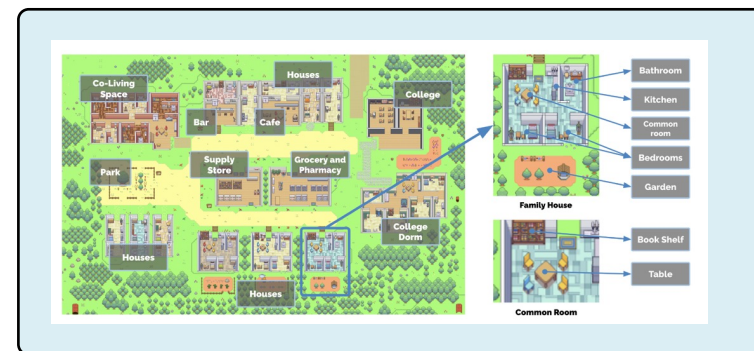 Co-Living
Space
Houses
Bar
Cafe
College
Park
Supply
Store
Grocery and
Pharmacy
College
Dorm
Houses
Houses
Bathroom
Kitchen
Common
room
Bedrooms
Garden
Family House
Book Shelf
Table
Common Room